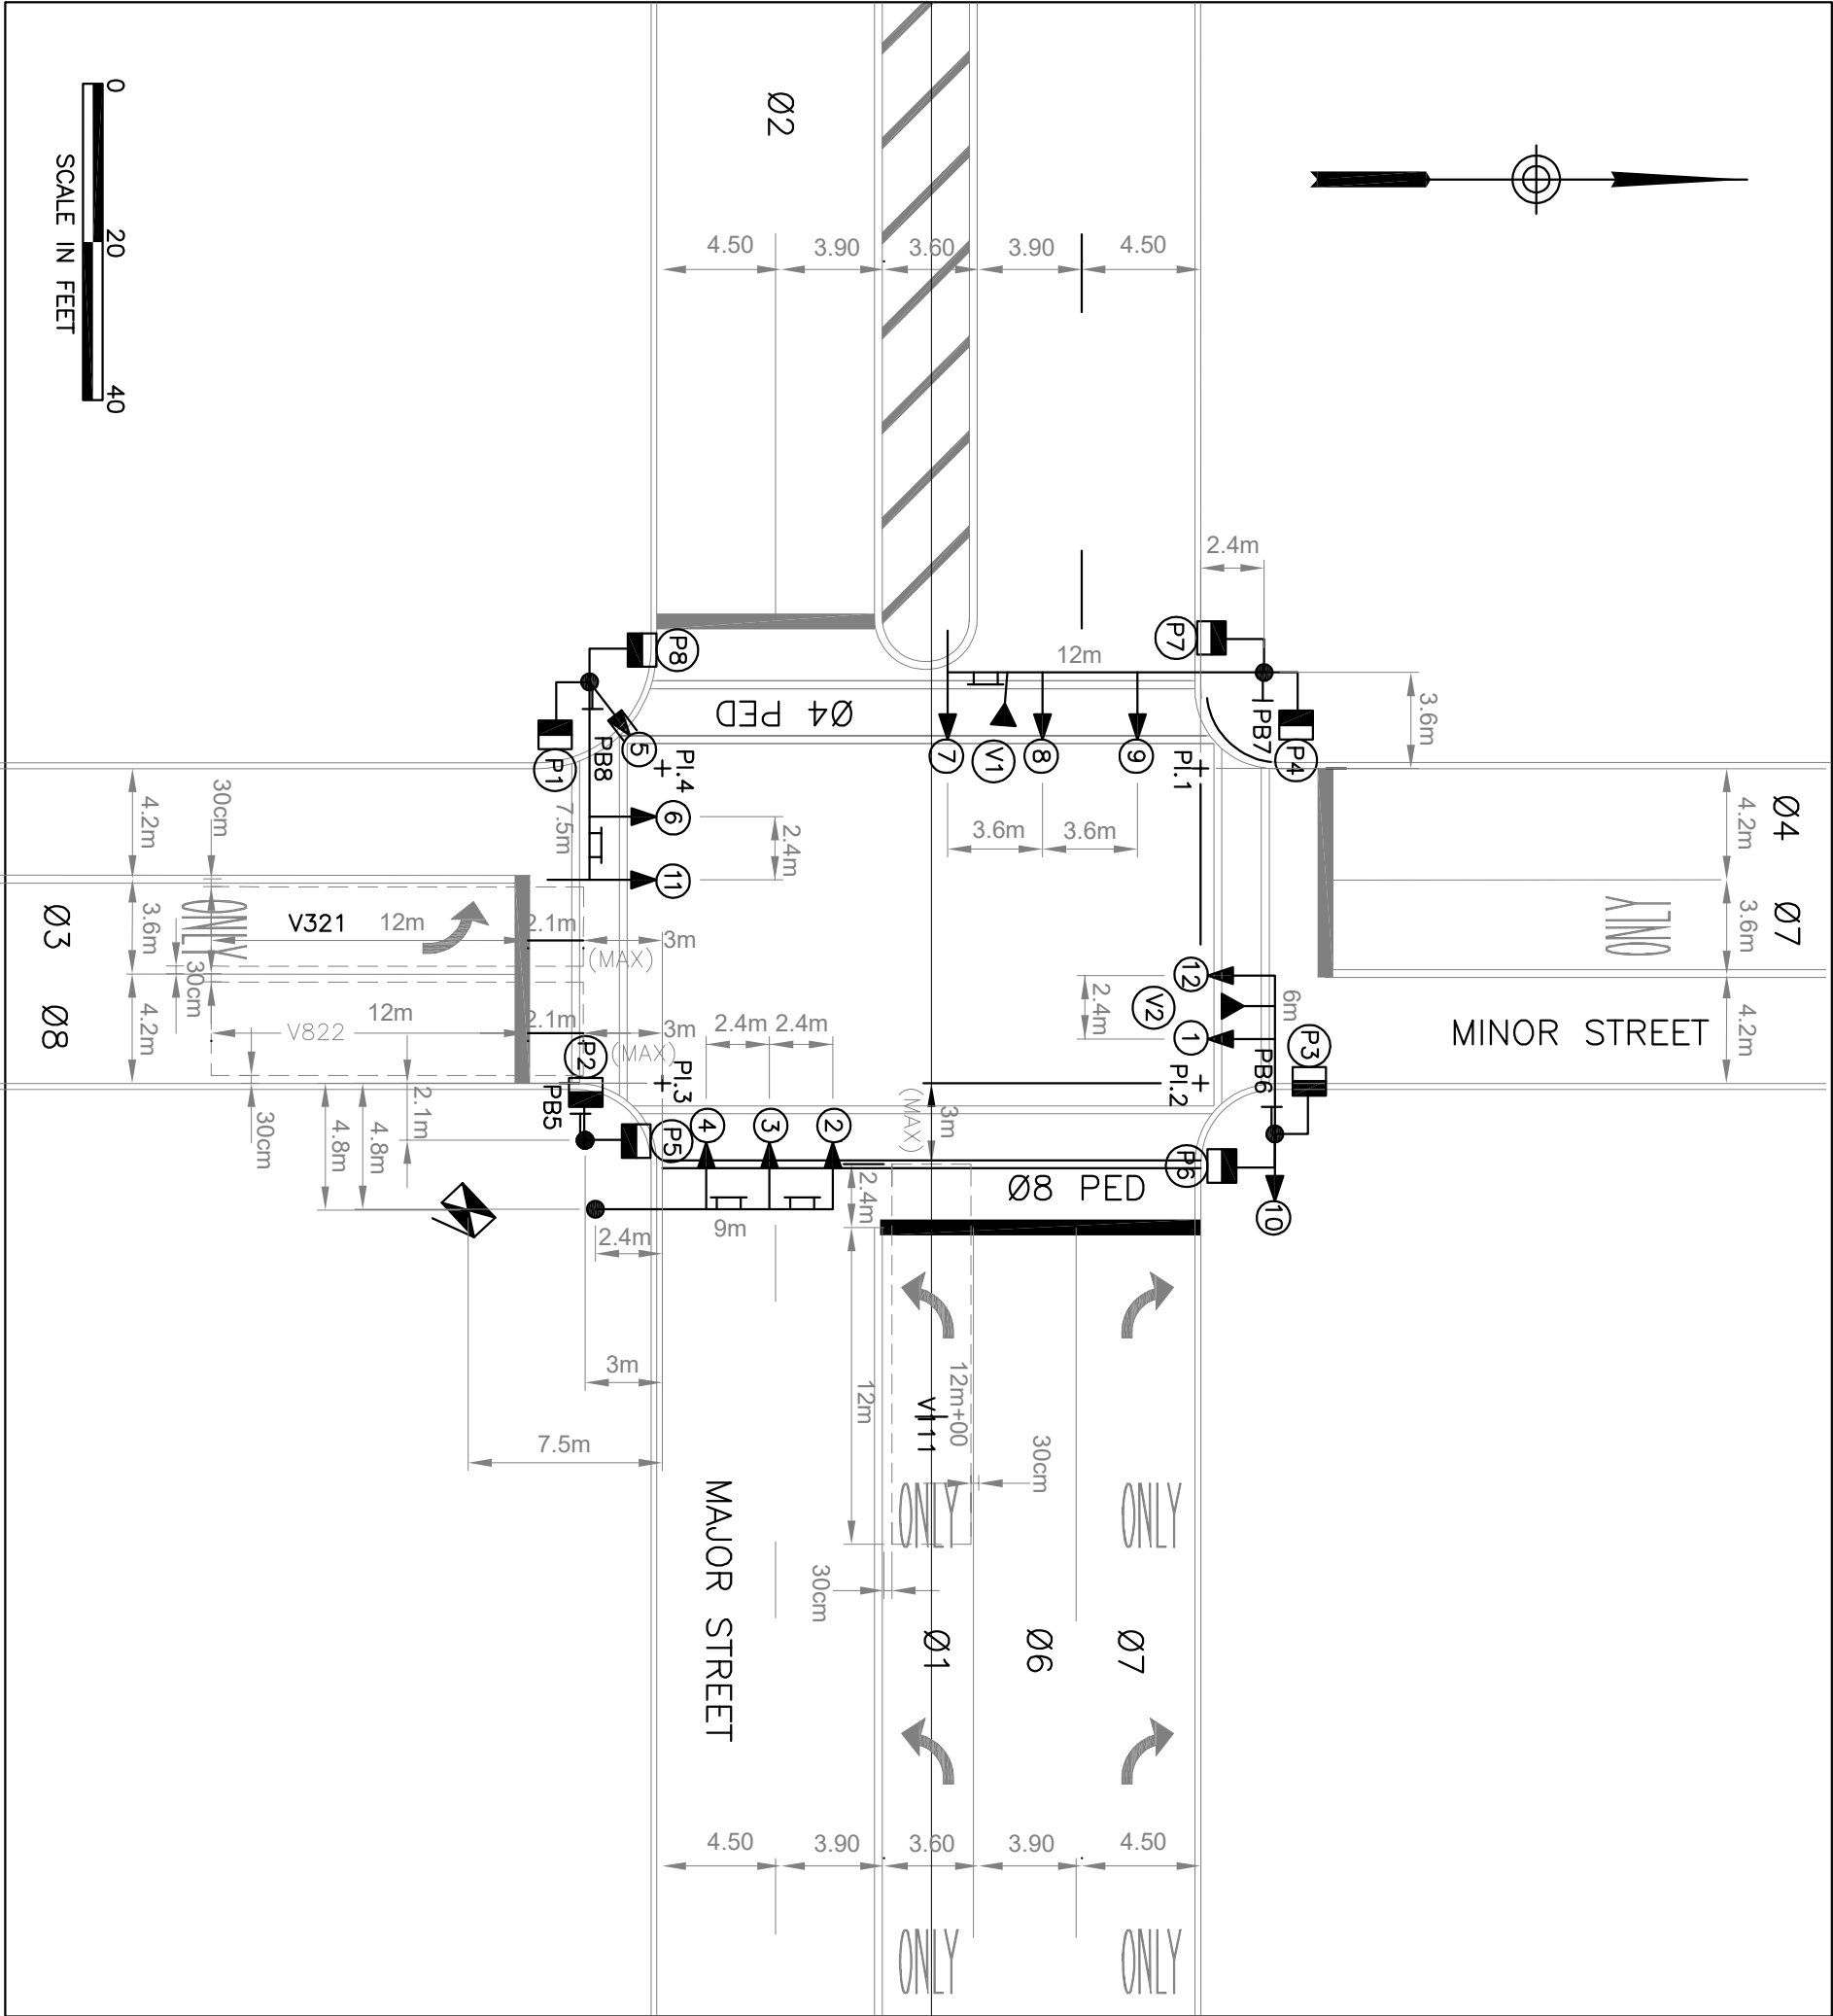 0
20
40
SCALE IN FEET
Ø2
4.50
3.90
3.60
3.90
4.50
2.4m
12m
3.6m
P8
P7
P4
PB7
Ø4 PED
P1
PB8
5
PI.4
7
V1
8
9
PI.1
6
11
7.5m
2.4m
3.6m
3.6m
4.2m
30cm
3.6m
30cm
4.2m
30cm
Ø3
Ø8
ONLY
V321
12m
2.1m
3m
(MAX)
V822
12m
2.1m
3m
(MAX)
Ø4
Ø7
4.2m
3.6m
4.2m
ONLY
MINOR STREET
12
V2
1
2.4m
6m
P3
PB6
PI.2
P6
10
P2
PB5
PI.3
P5
4
3
2
2.4m
2.4m
2.1m
4.8m
4.8m
9m
2.4m
3m
7.5m
3m
(MAX)
2.4m
Ø8 PED
12m
12m+00
V111
30cm
30cm
ONLY
ONLY
MAJOR STREET
Ø1
Ø6
Ø7
4.50
3.90
3.60
3.90
4.50
ONLY
ONLY